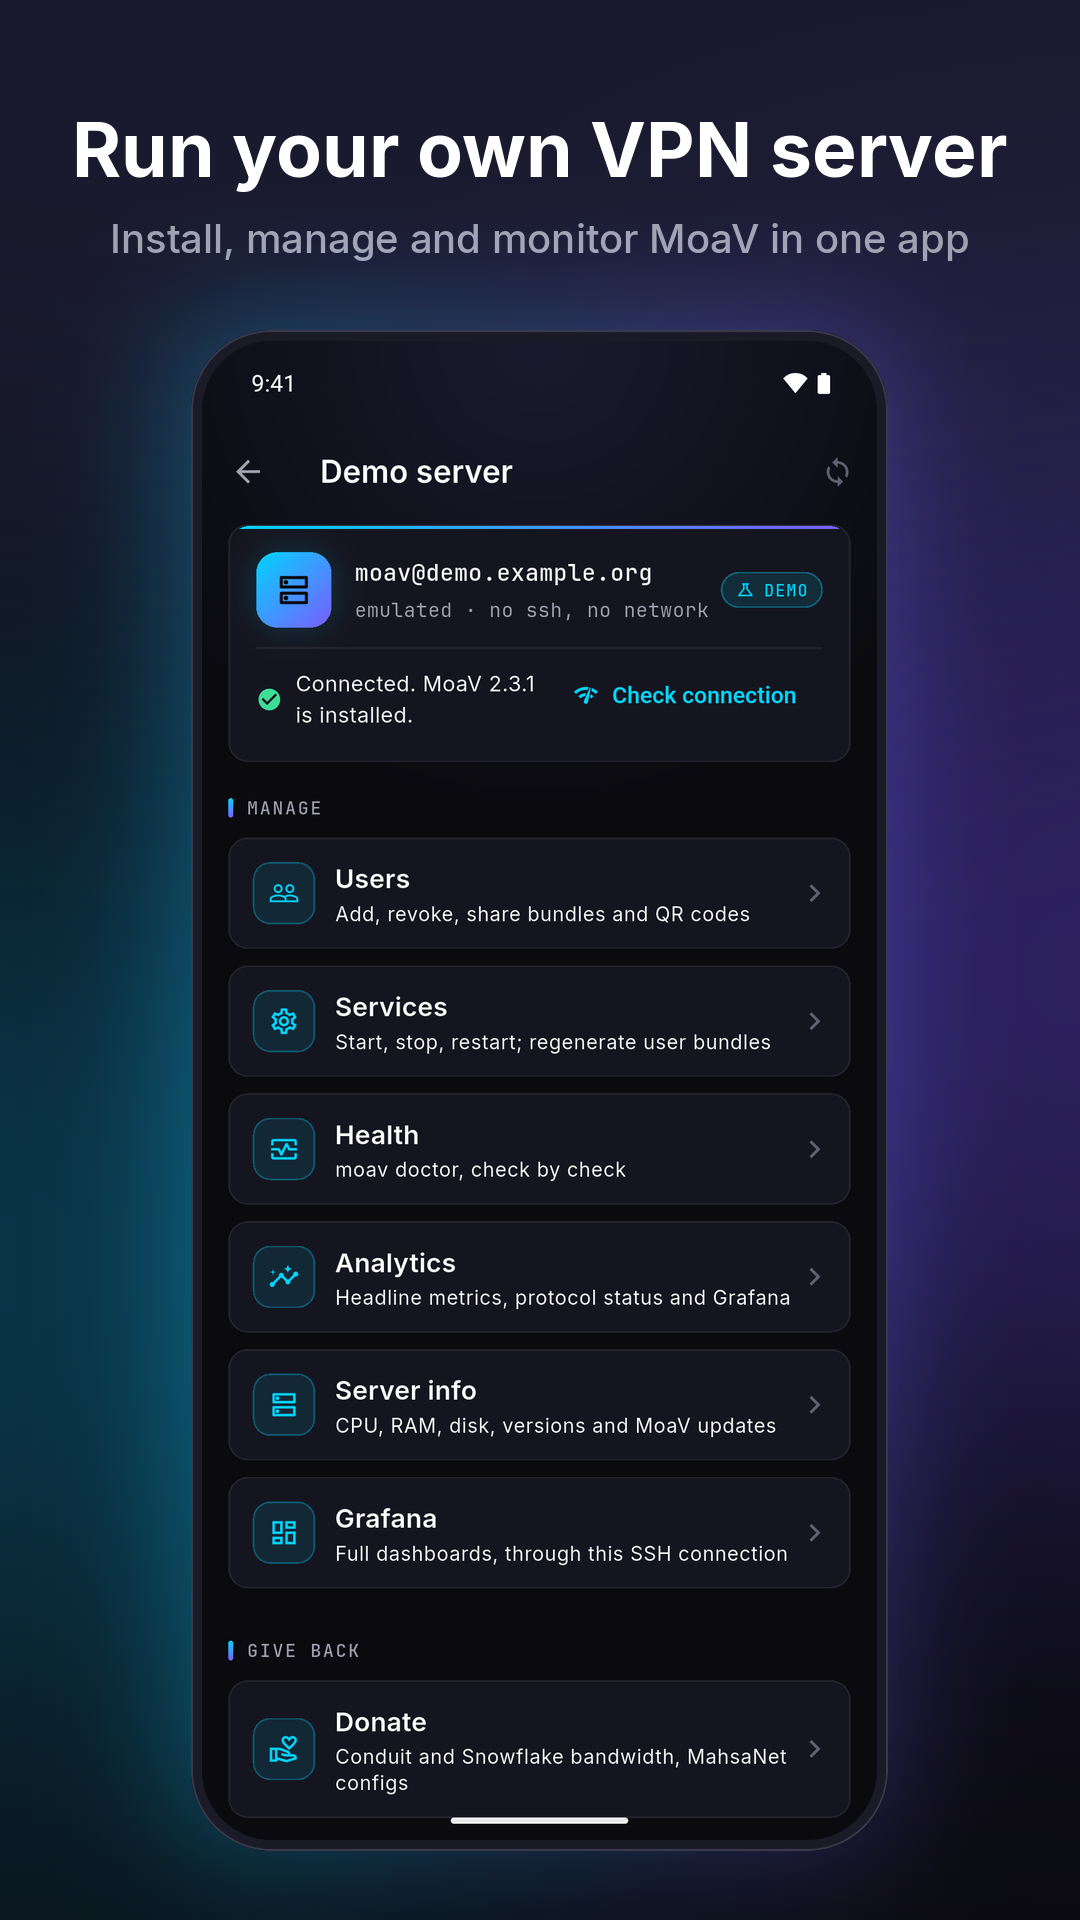 Run your own VPN server
Install, manage and monitor MoaV in one app
9:41
Demo server
moav@demo.example.org
emulated · no ssh, no network
DEMO
Connected. MoaV 2.3.1
is installed.
Check connection
MANAGE
Users
Add, revoke, share bundles and QR codes
Services
Start, stop, restart; regenerate user bundles
Health
moav doctor, check by check
Analytics
Headline metrics, protocol status and Grafana
Server info
CPU, RAM, disk, versions and MoaV updates
Grafana
Full dashboards, through this SSH connection
GIVE BACK
Donate
Conduit and Snowflake bandwidth, MahsaNet
configs